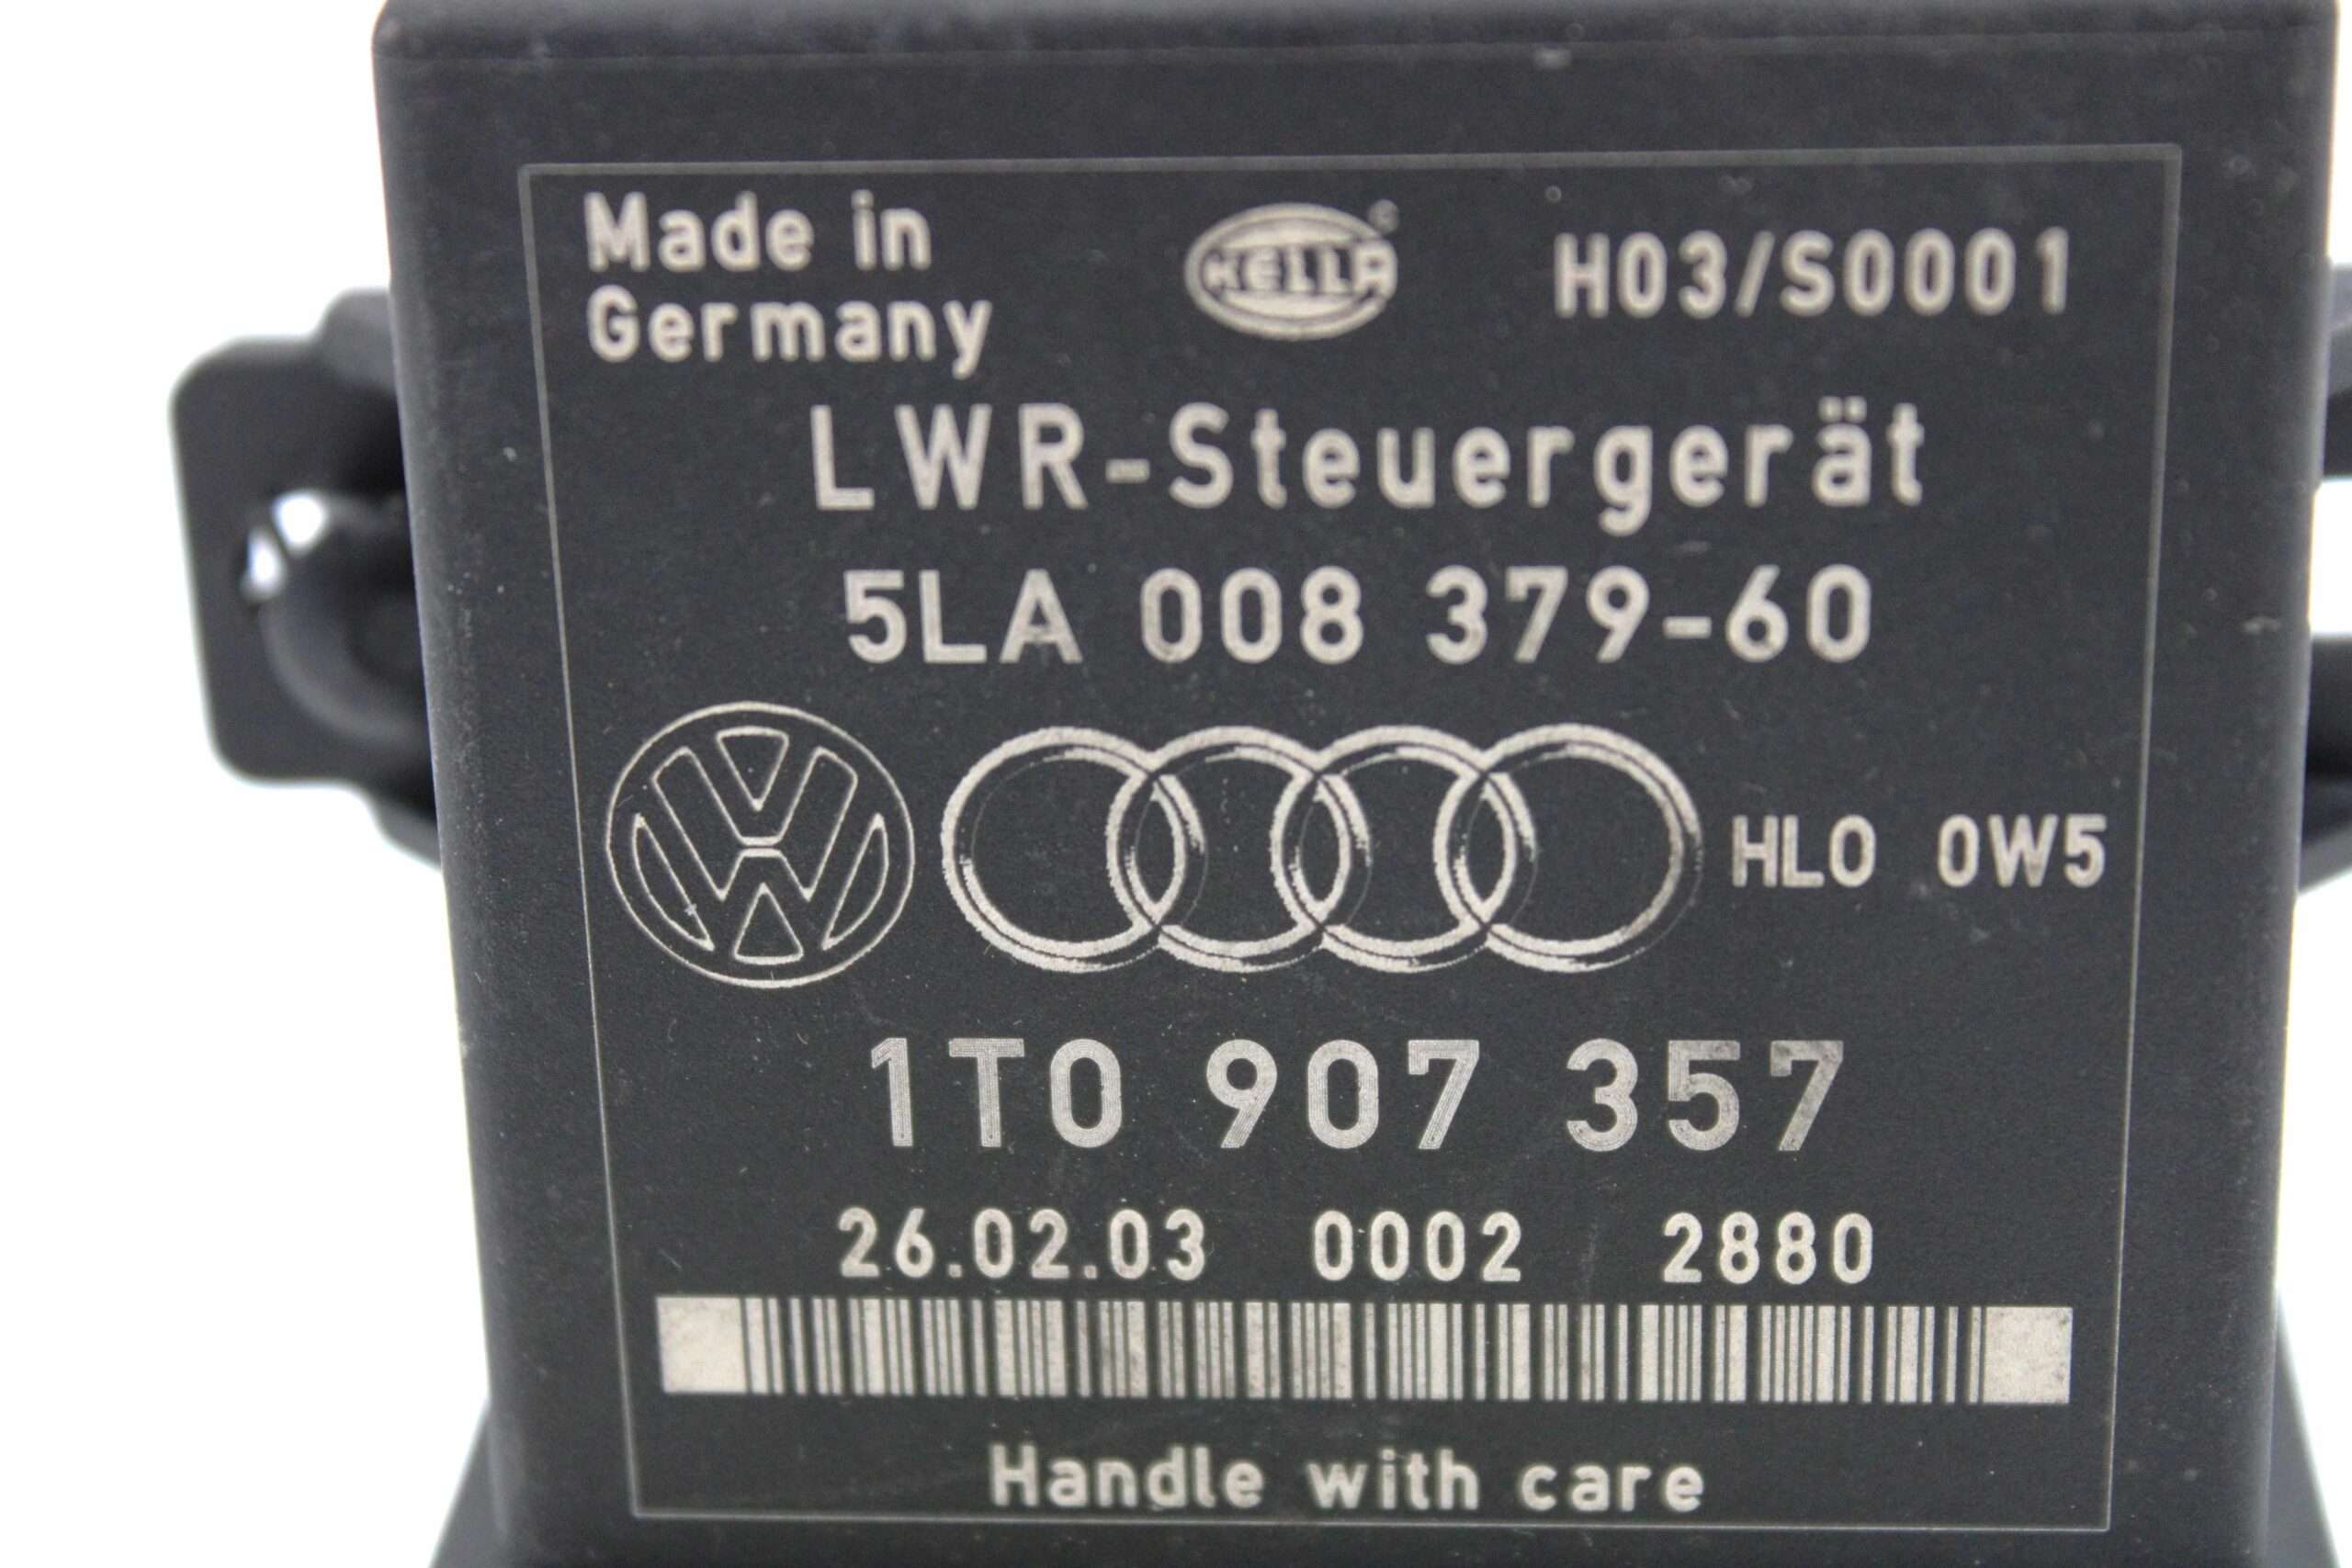 Made in
Germany
HELLA
H03/S0001
LWR-Steuergerät
5LA 008 379-60
HL0 0W5
1T0 907 357
26.02.03 0002 2880
Handle with care